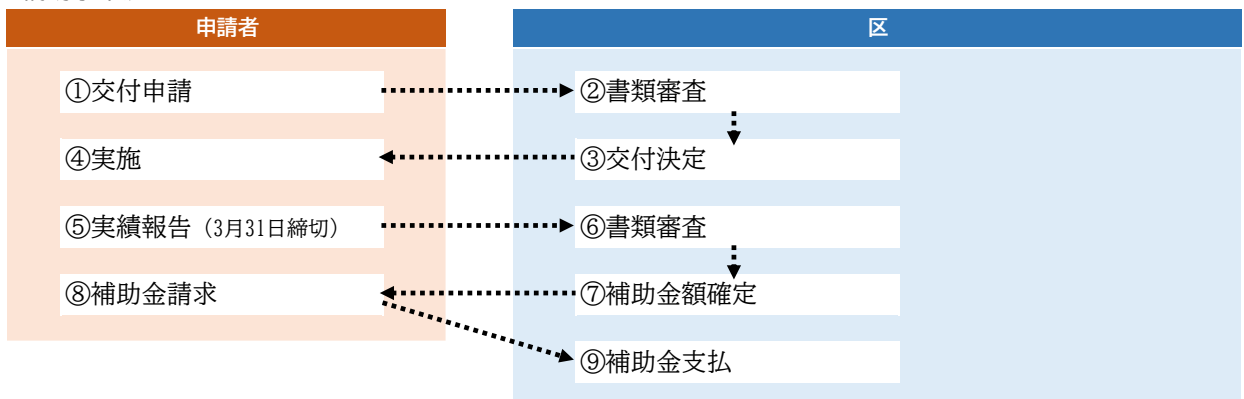 申請者
区
①交付申請
②書類審査
④実施
③交付決定
⑤実績報告（3月31日締切）
⑥書類審査
⑧補助金請求
⑦補助金額確定
⑨補助金支払